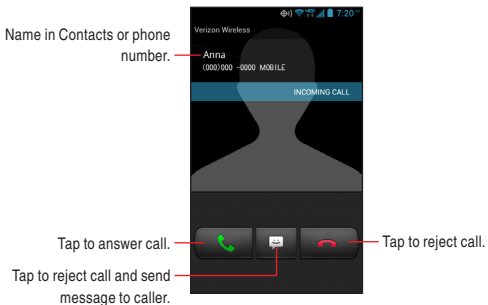 7:20
Verizon Wireless
Name in Contacts or phone
number.
Anna
(000)000 -0000 MOBILE
INCOMING CALL
Tap to answer call.
Tap to reject call.
Tap to reject call and send
message to caller.